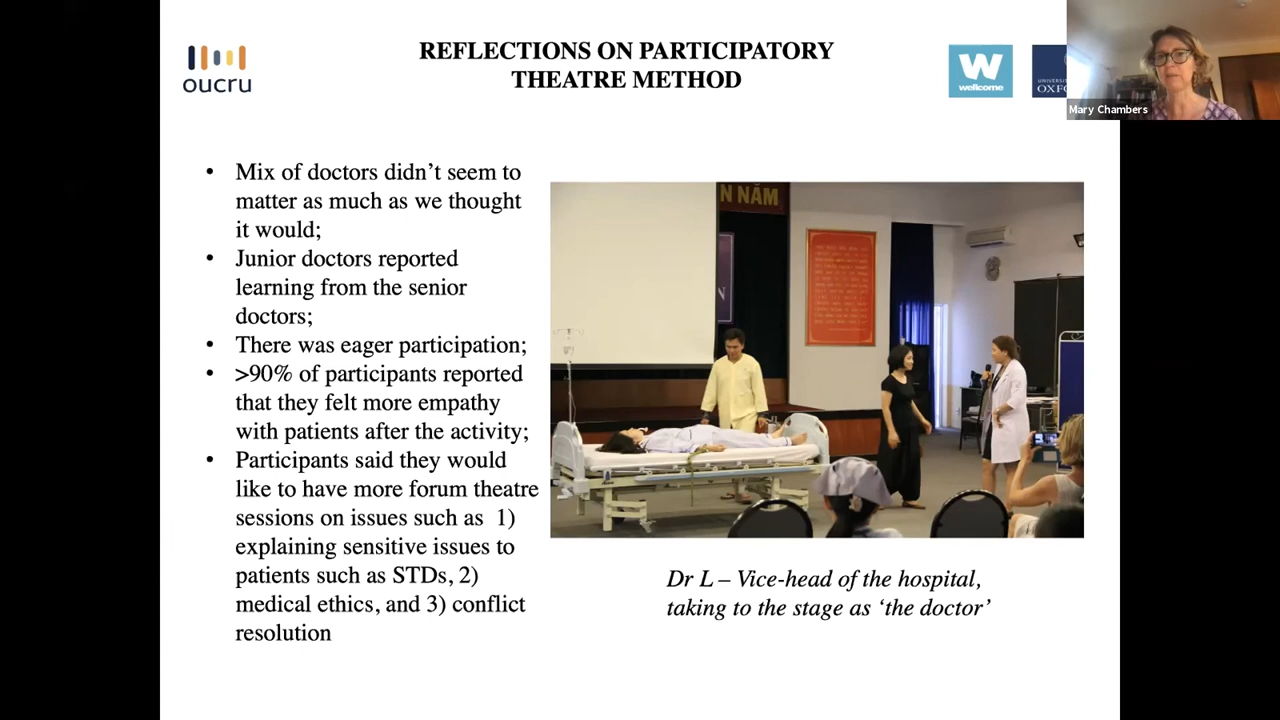 REFLECTIONS ON PARTICIPATORY
THEATRE METHOD
oucru
W
wellcome
Mary Chambers
• Mix of doctors didn’t seem to
matter as much as we thought
it would;
• Junior doctors reported
learning from the senior
doctors;
• There was eager participation;
• >90% of participants reported
that they felt more empathy
with patients after the activity;
• Participants said they would
like to have more forum theatre
sessions on issues such as 1)
explaining sensitive issues to
patients such as STDs, 2)
medical ethics, and 3) conflict
resolution
N NĂM
Dr L – Vice-head of the hospital,
taking to the stage as ‘the doctor’